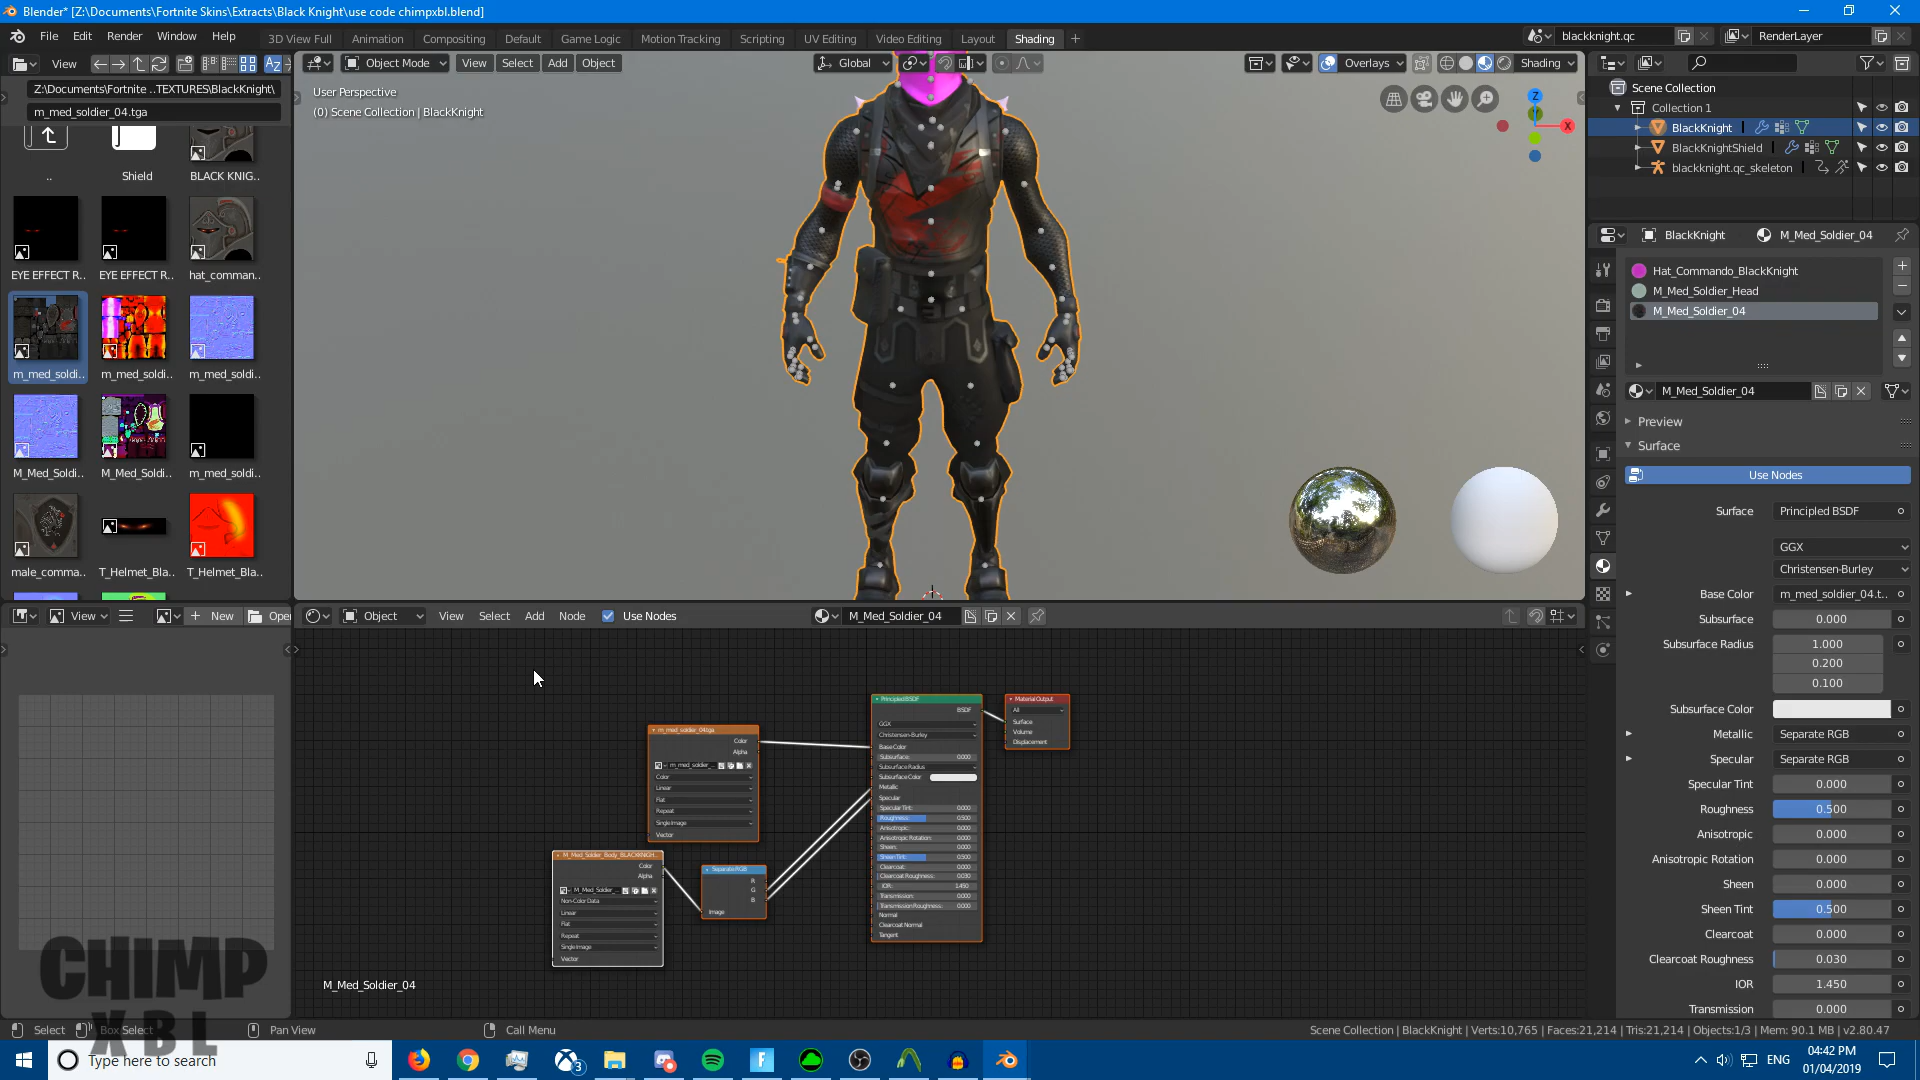 Blender* [Z:\Documents\Fortnite Skins\Extracts\Black Knight\use code chimpxbl.blend]
File Edit Render Window Help
3D View Full Animation Compositing Default Game Logic Motion Tracking Scripting UV Editing Video Editing Layout Shading
blackknight.qc RenderLayer
View
Z:\Documents\Fortnite ..TEXTURES\BlackKnight\
m_med_soldier_04.tga
.. Shield BLACK KNIG..
EYE EFFECT R.. EYE EFFECT R.. hat_comman..
m_med_soldi.. m_med_soldi.. m_med_soldi..
M_Med_Soldi.. M_Med_Soldi.. m_med_soldi..
male_comma.. T_Helmet_Bla.. T_Helmet_Bla..
Object Mode View Select Add Object Global Overlays Shading
User Perspective
(0) Scene Collection | BlackKnight
Z
X
Scene Collection
Collection 1
BlackKnight
BlackKnightShield
blackknight.qc_skeleton
BlackKnight M_Med_Soldier_04
Hat_Commando_BlackKnight
M_Med_Soldier_Head
M_Med_Soldier_04
M_Med_Soldier_04
Preview
Surface
Use Nodes
Surface Principled BSDF
GGX
Christensen-Burley
Base Color m_med_soldier_04.t..
Subsurface 0.000
Subsurface Radius 1.000
0.200
0.100
Subsurface Color
Metallic Separate RGB
Specular Separate RGB
Specular Tint 0.000
Roughness 0.500
Anisotropic 0.000
Anisotropic Rotation 0.000
Sheen 0.000
Sheen Tint 0.500
Clearcoat 0.000
Clearcoat Roughness 0.030
IOR 1.450
Transmission 0.000
View New Open
Object View Select Add Node Use Nodes M_Med_Soldier_04
m_med_soldier_04.tga
Color
Alpha
m_med_soldier_...
Color
Linear
Flat
Repeat
Single Image
Vector
M_Med_Soldier_Body_BLACKKNIGH..
Color
Alpha
M_Med_Soldier_...
Non-Color Data
Linear
Flat
Repeat
Single Image
Vector
Separate RGB
R
G
B
Image
Principled BSDF
BSDF
GGX
Christensen-Burley
Base Color
Subsurface: 0.000
Subsurface Radius
Subsurface Color
Metallic
Specular
Specular Tint: 0.000
Roughness: 0.500
Anisotropic: 0.000
Anisotropic Rotation: 0.000
Sheen: 0.000
Sheen Tint: 0.500
Clearcoat: 0.000
Clearcoat Roughness: 0.030
IOR: 1.450
Transmission: 0.000
Transmission Roughness: 0.000
Normal
Clearcoat Normal
Tangent
Material Output
All
Surface
Volume
Displacement
M_Med_Soldier_04
CHIMP
XBL
Select Box Select Pan View Call Menu
Scene Collection | BlackKnight | Verts:10,765 | Faces:21,214 | Tris:21,214 | Objects:1/3 | Mem: 90.1 MB | v2.80.47
Type here to search
3
ENG
04:42 PM
01/04/2019